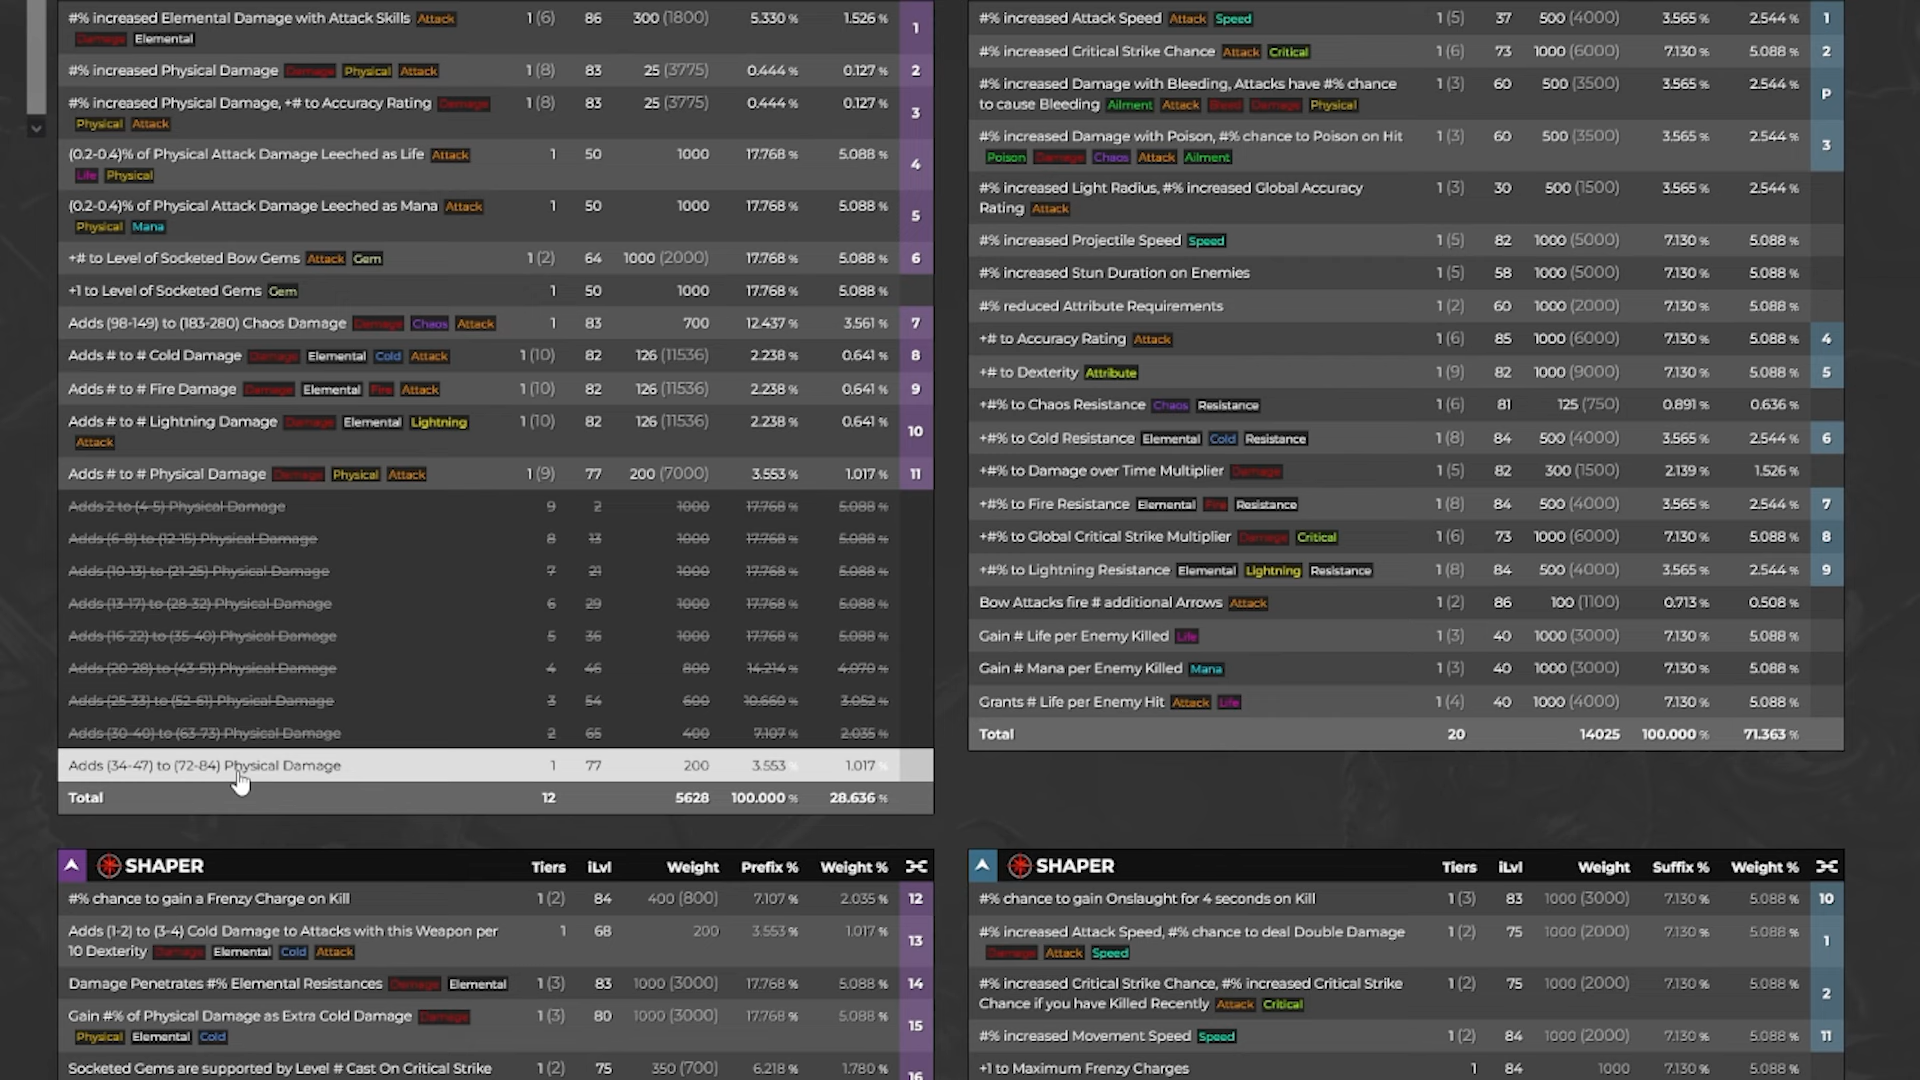 #% increased Elemental Damage with Attack Skills Attack 1 (6) 86 300 (1800) 5.330 % 1.526 % 1
Damage Elemental
#% increased Physical Damage Damage Physical Attack 1 (8) 83 25 (3775) 0.444 % 0.127 % 2
#% increased Physical Damage, +# to Accuracy Rating Damage 1 (8) 83 25 (3775) 0.444 % 0.127 % 3
Physical Attack
(0.2-0.4)% of Physical Attack Damage Leeched as Life Attack 1 50 1000 17.768 % 5.088 % 4
Life Physical
(0.2-0.4)% of Physical Attack Damage Leeched as Mana Attack 1 50 1000 17.768 % 5.088 % 5
Physical Mana
+# to Level of Socketed Bow Gems Attack Gem 1 (2) 64 1000 (2000) 17.768 % 5.088 % 6
+1 to Level of Socketed Gems Gem 1 50 1000 17.768 % 5.088 %
Adds (98-149) to (183-280) Chaos Damage Damage Chaos Attack 1 83 700 12.437 % 3.561 % 7
Adds # to # Cold Damage Damage Elemental Cold Attack 1 (10) 82 126 (11536) 2.238 % 0.641 % 8
Adds # to # Fire Damage Damage Elemental Fire Attack 1 (10) 82 126 (11536) 2.238 % 0.641 % 9
Adds # to # Lightning Damage Damage Elemental Lightning 1 (10) 82 126 (11536) 2.238 % 0.641 % 10
Attack
Adds # to # Physical Damage Damage Physical Attack 1 (9) 77 200 (7000) 3.553 % 1.017 % 11
Adds 2 to (4-5) Physical Damage 9 2 1000 17.768 % 5.088 %
Adds (6-8) to (12-15) Physical Damage 8 13 1000 17.768 % 5.088 %
Adds (10-13) to (21-25) Physical Damage 7 21 1000 17.768 % 5.088 %
Adds (13-17) to (28-32) Physical Damage 6 29 1000 17.768 % 5.088 %
Adds (16-22) to (35-40) Physical Damage 5 36 1000 17.768 % 5.088 %
Adds (20-28) to (43-51) Physical Damage 4 46 800 14.214 % 4.070 %
Adds (25-33) to (52-61) Physical Damage 3 54 600 10.660 % 3.052 %
Adds (30-40) to (63-73) Physical Damage 2 65 400 7.107 % 2.035 %
Adds (34-47) to (72-84) Physical Damage 1 77 200 3.553 1.017
Total 12 5628 100.000 % 28.636 %
SHAPER Tiers iLvl Weight Prefix % Weight %
#% chance to gain a Frenzy Charge on Kill 1 (2) 84 400 (800) 7.107 % 2.035 % 12
Adds (1-2) to (3-4) Cold Damage to Attacks with this Weapon per 1 68 200 3.553 % 1.017 % 13
10 Dexterity Damage Elemental Cold Attack
Damage Penetrates #% Elemental Resistances Damage Elemental 1 (3) 83 1000 (3000) 17.768 % 5.088 % 14
Gain #% of Physical Damage as Extra Cold Damage Damage 1 (3) 80 1000 (3000) 17.768 % 5.088 % 15
Physical Elemental Cold
Socketed Gems are supported by Level # Cast On Critical Strike 1 (2) 75 350 (700) 6.218 % 1.780 % 16
#% increased Attack Speed Attack Speed 1 (5) 37 500 (4000) 3.565 % 2.544 % 1
#% increased Critical Strike Chance Attack Critical 1 (6) 73 1000 (6000) 7.130 % 5.088 % 2
#% increased Damage with Bleeding, Attacks have #% chance 1 (3) 60 500 (3500) 3.565 % 2.544 % P
to cause Bleeding Ailment Attack Bleed Damage Physical
#% increased Damage with Poison, #% chance to Poison on Hit 1 (3) 60 500 (3500) 3.565 % 2.544 % 3
Poison Damage Chaos Attack Ailment
#% increased Light Radius, #% increased Global Accuracy 1 (3) 30 500 (1500) 3.565 % 2.544 %
Rating Attack
#% increased Projectile Speed Speed 1 (5) 82 1000 (5000) 7.130 % 5.088 %
#% increased Stun Duration on Enemies 1 (5) 58 1000 (5000) 7.130 % 5.088 %
#% reduced Attribute Requirements 1 (2) 60 1000 (2000) 7.130 % 5.088 %
+# to Accuracy Rating Attack 1 (6) 85 1000 (6000) 7.130 % 5.088 % 4
+# to Dexterity Attribute 1 (9) 82 1000 (9000) 7.130 % 5.088 % 5
+#% to Chaos Resistance Chaos Resistance 1 (6) 81 125 (750) 0.891 % 0.636 %
+#% to Cold Resistance Elemental Cold Resistance 1 (8) 84 500 (4000) 3.565 % 2.544 % 6
+#% to Damage over Time Multiplier Damage 1 (5) 82 300 (1500) 2.139 % 1.526 %
+#% to Fire Resistance Elemental Fire Resistance 1 (8) 84 500 (4000) 3.565 % 2.544 % 7
+#% to Global Critical Strike Multiplier Damage Critical 1 (6) 73 1000 (6000) 7.130 % 5.088 % 8
+#% to Lightning Resistance Elemental Lightning Resistance 1 (8) 84 500 (4000) 3.565 % 2.544 % 9
Bow Attacks fire # additional Arrows Attack 1 (2) 86 100 (1100) 0.713 % 0.508 %
Gain # Life per Enemy Killed Life 1 (3) 40 1000 (3000) 7.130 % 5.088 %
Gain # Mana per Enemy Killed Mana 1 (3) 40 1000 (3000) 7.130 % 5.088 %
Grants # Life per Enemy Hit Attack Life 1 (4) 40 1000 (4000) 7.130 % 5.088 %
Total 20 14025 100.000 % 71.363 %
SHAPER Tiers iLvl Weight Suffix % Weight %
#% chance to gain Onslaught for 4 seconds on Kill 1 (3) 83 1000 (3000) 7.130 % 5.088 % 10
#% increased Attack Speed, #% chance to deal Double Damage 1 (2) 75 1000 (2000) 7.130 % 5.088 % 1
Damage Attack Speed
#% increased Critical Strike Chance, #% increased Critical Strike 1 (2) 75 1000 (2000) 7.130 % 5.088 % 2
Chance if you have Killed Recently Attack Critical
#% increased Movement Speed Speed 1 (2) 84 1000 (2000) 7.130 % 5.088 % 11
+1 to Maximum Frenzy Charges 1 84 1000 7.130 % 5.088 %